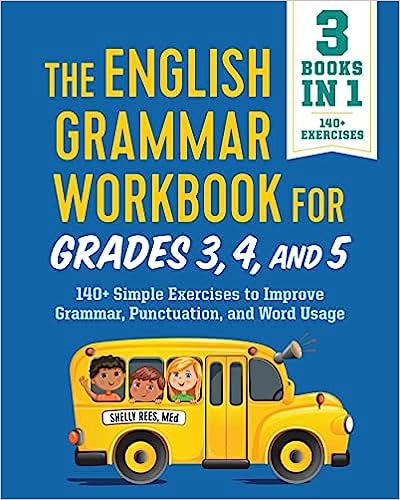 3
BOOKS
IN 1
140+
EXERCISES
THE ENGLISH
GRAMMAR
WORKBOOK FOR
GRADES 3, 4, AND 5
140+ Simple Exercises to Improve
Grammar, Punctuation, and Word Usage
SHELLY REES, MEd